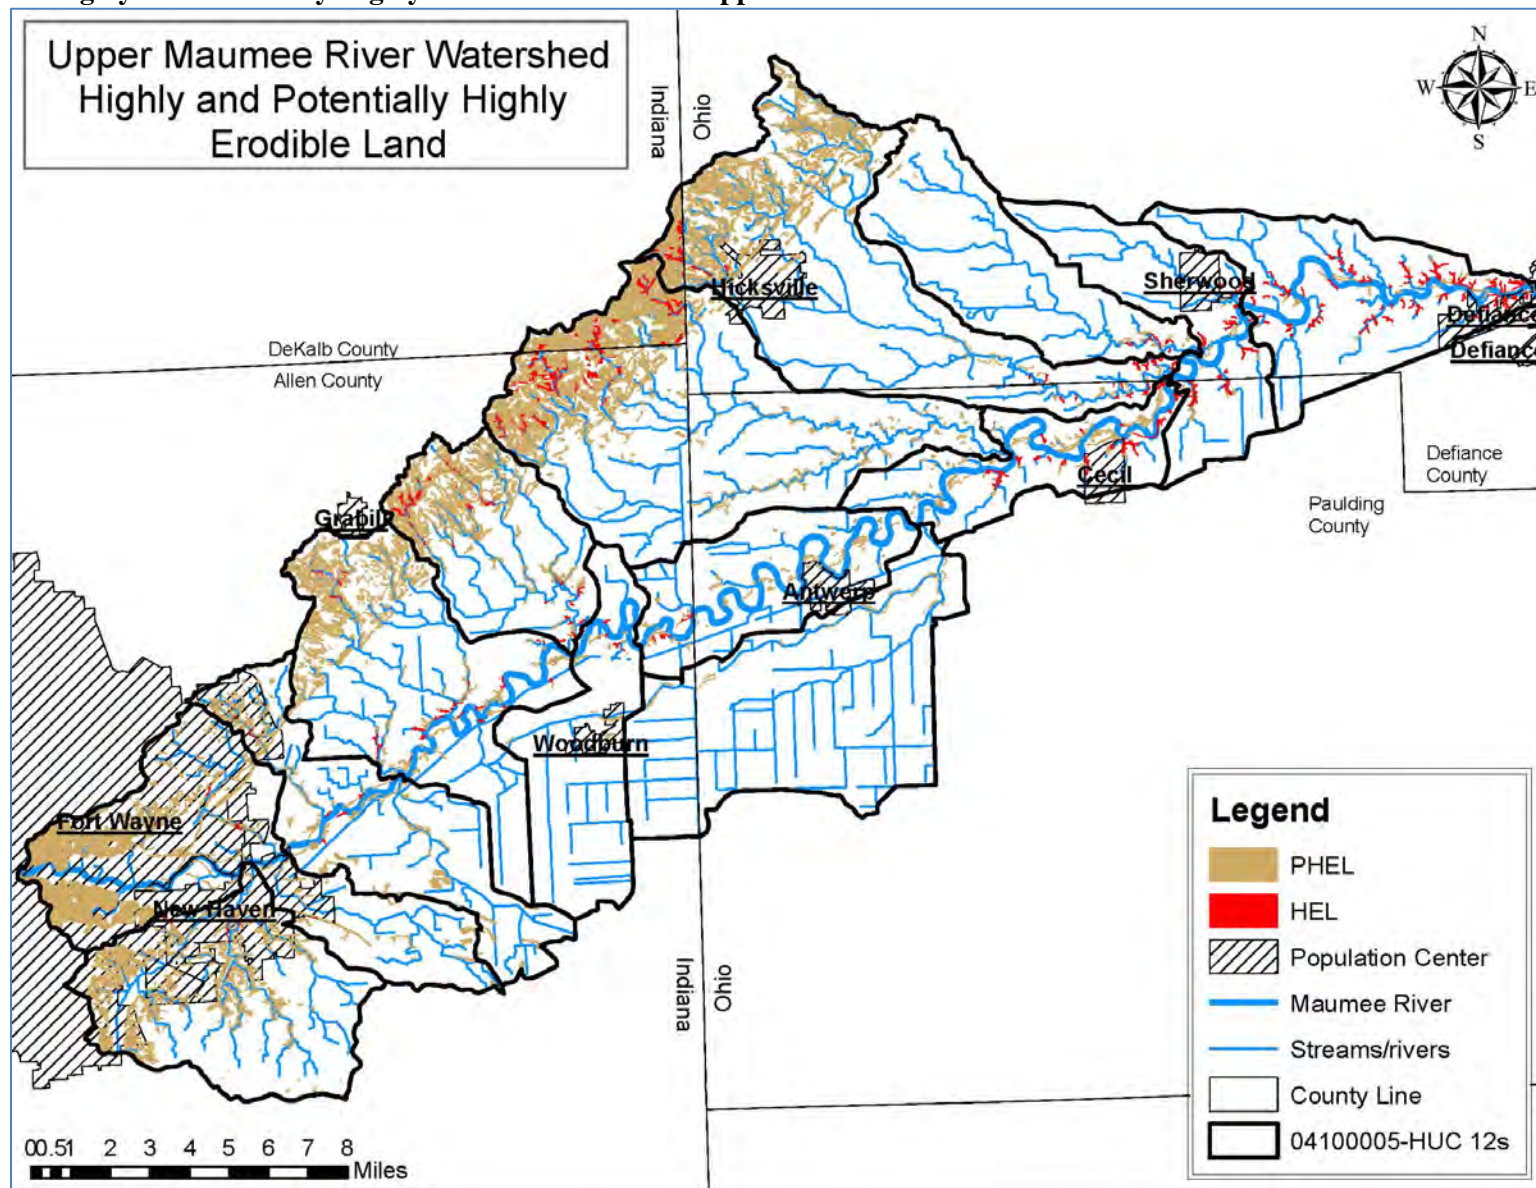 Upper Maumee River Watershed
Highly and Potentially Highly
Erodible Land
Indiana
Ohio
N
W
E
S
DeKalb County
Allen County
Hicksville
Sherwood
Defiance
Defiance
Defiance
County
Paulding
County
Cecil
Grabill
Antwerp
Woodburn
Fort Wayne
New Haven
Indiana
Ohio
Legend
PHEL
HEL
Population Center
Maumee River
Streams/rivers
County Line
04100005-HUC 12s
0 0.5 1 2 3 4 5 6 7 8
Miles